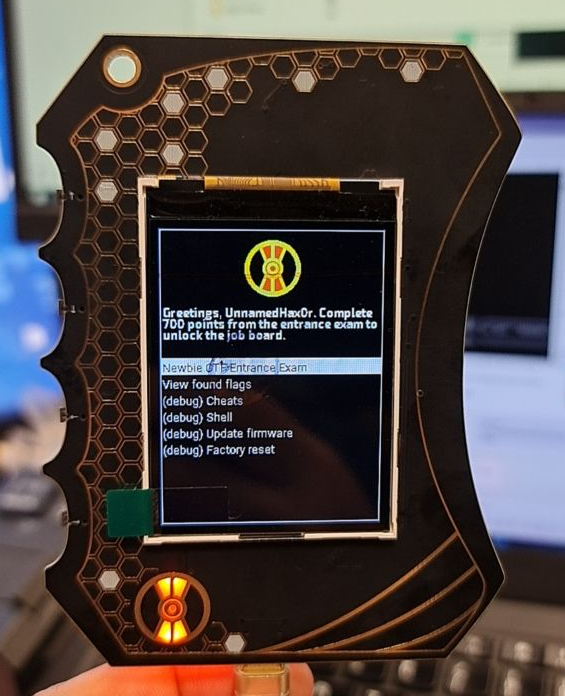 Greetings, UnnamedHax0r. Complete
700 points from the entrance exam to
unlock the job board.
Newbie CTF Entrance Exam
View found flags
(debug) Cheats
(debug) Shell
(debug) Update firmware
(debug) Factory reset